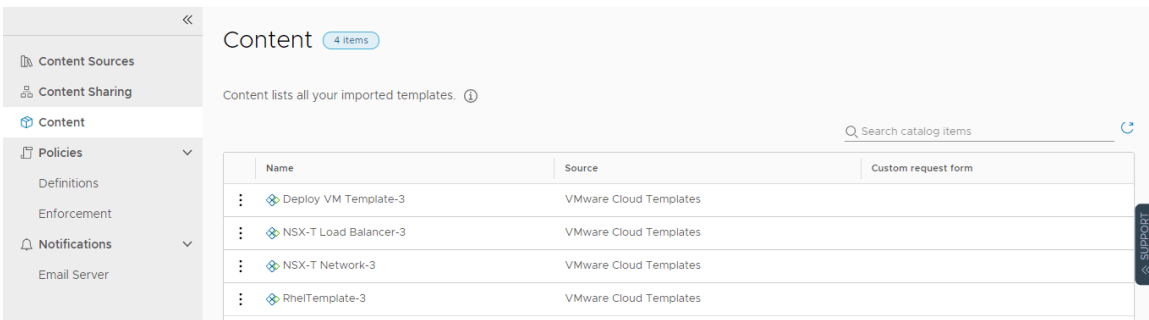 «
Content Sources
Content Sharing
Content
Policies
Definitions
Enforcement
Notifications
Email Server
Content 4 items
Content lists all your imported templates.
Search catalog items
Name Source Custom request form
Deploy VM Template-3 VMware Cloud Templates
NSX-T Load Balancer-3 VMware Cloud Templates
NSX-T Network-3 VMware Cloud Templates
RhelTemplate-3 VMware Cloud Templates
« SUPPORT